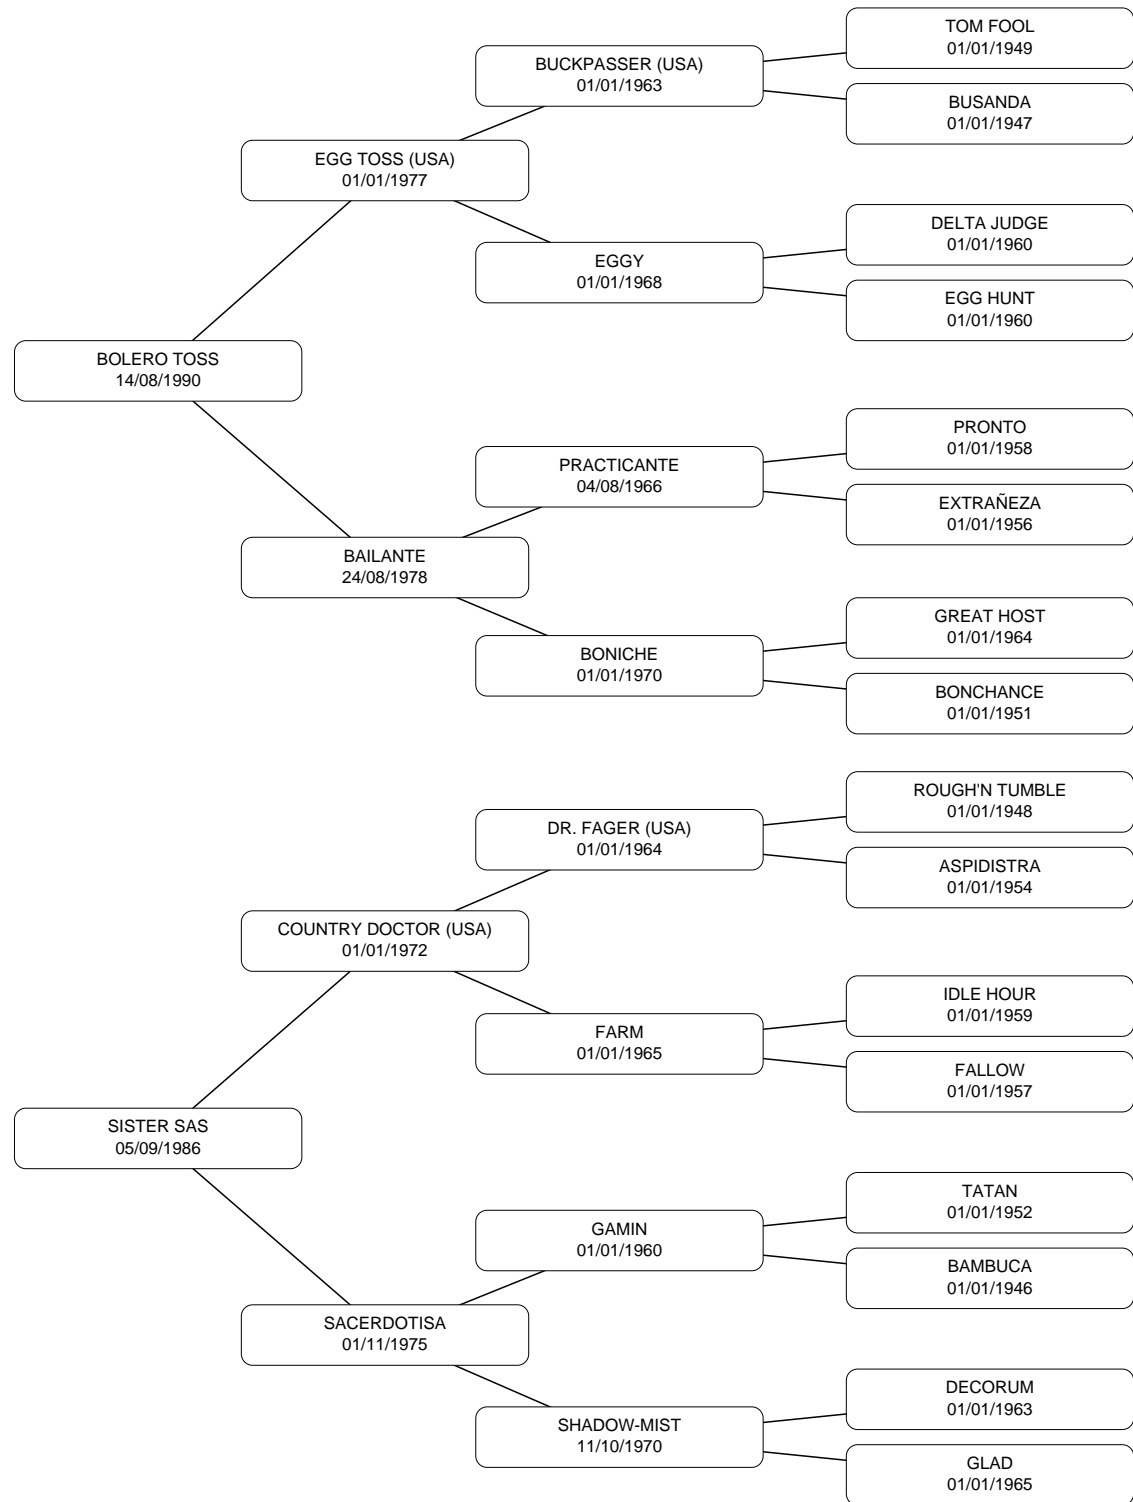 TOM FOOL
01/01/1949
BUCKPASSER (USA)
01/01/1963
BUSANDA
01/01/1947
EGG TOSS (USA)
01/01/1977
DELTA JUDGE
01/01/1960
EGGY
01/01/1968
EGG HUNT
01/01/1960
BOLERO TOSS
14/08/1990
PRONTO
01/01/1958
PRACTICANTE
04/08/1966
EXTRAÑEZA
01/01/1956
BAILANTE
24/08/1978
GREAT HOST
01/01/1964
BONICHE
01/01/1970
BONCHANCE
01/01/1951
ROUGH'N TUMBLE
01/01/1948
DR. FAGER (USA)
01/01/1964
ASPIDISTRA
01/01/1954
COUNTRY DOCTOR (USA)
01/01/1972
IDLE HOUR
01/01/1959
FARM
01/01/1965
FALLOW
01/01/1957
SISTER SAS
05/09/1986
TATAN
01/01/1952
GAMIN
01/01/1960
BAMBUCA
01/01/1946
SACERDOTISA
01/11/1975
DECORUM
01/01/1963
SHADOW-MIST
11/10/1970
GLAD
01/01/1965